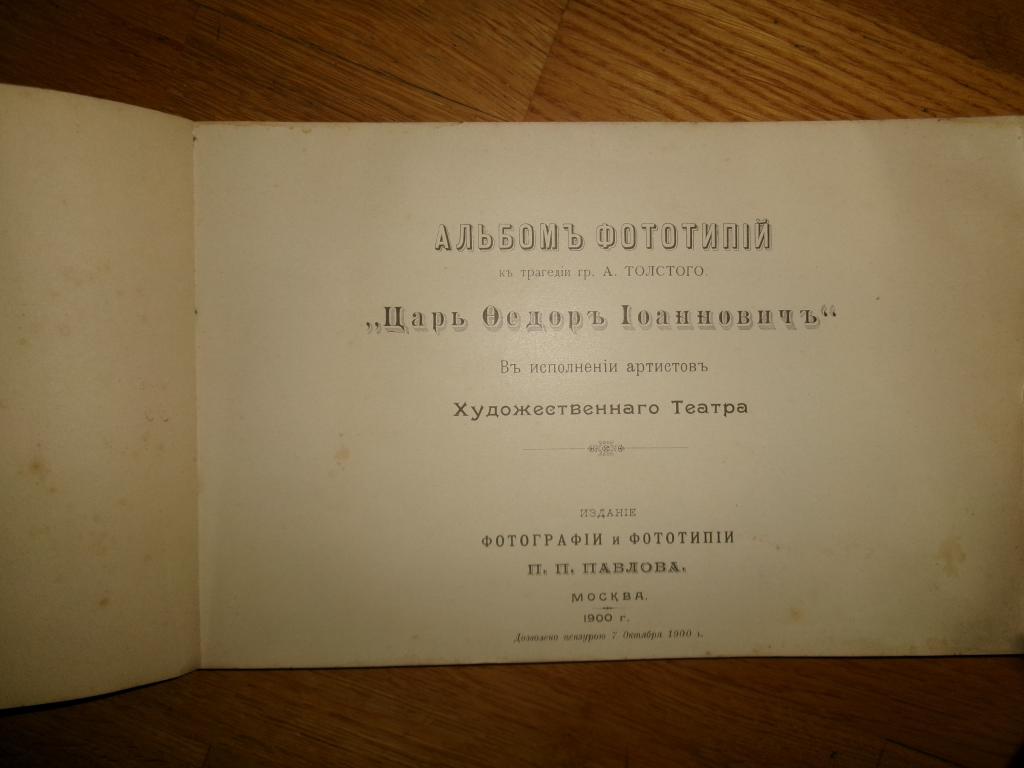 АЛЬБОМЪ ФОТОТИПІЙ
къ трагедіи гр. А. ТОЛСТОГО.
„Царь Ѳедоръ Іоанновичъ“
Въ исполненіи артистовъ
Художественнаго Театра
ИЗДАНІЕ
ФОТОГРАФІИ и ФОТОТИПІИ
П. П. ПАВЛОВА.
МОСКВА.
1900 г.
Дозволено цензурою 7 Октября 1900 г.